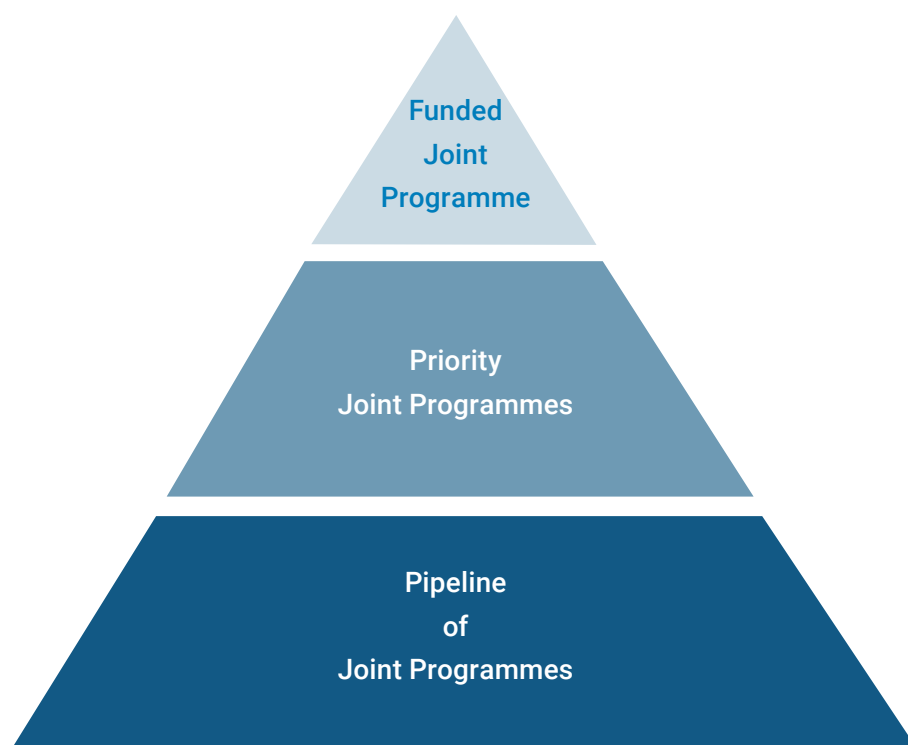 Funded
Joint
Programme
Priority
Joint Programmes
Pipeline
of
Joint Programmes